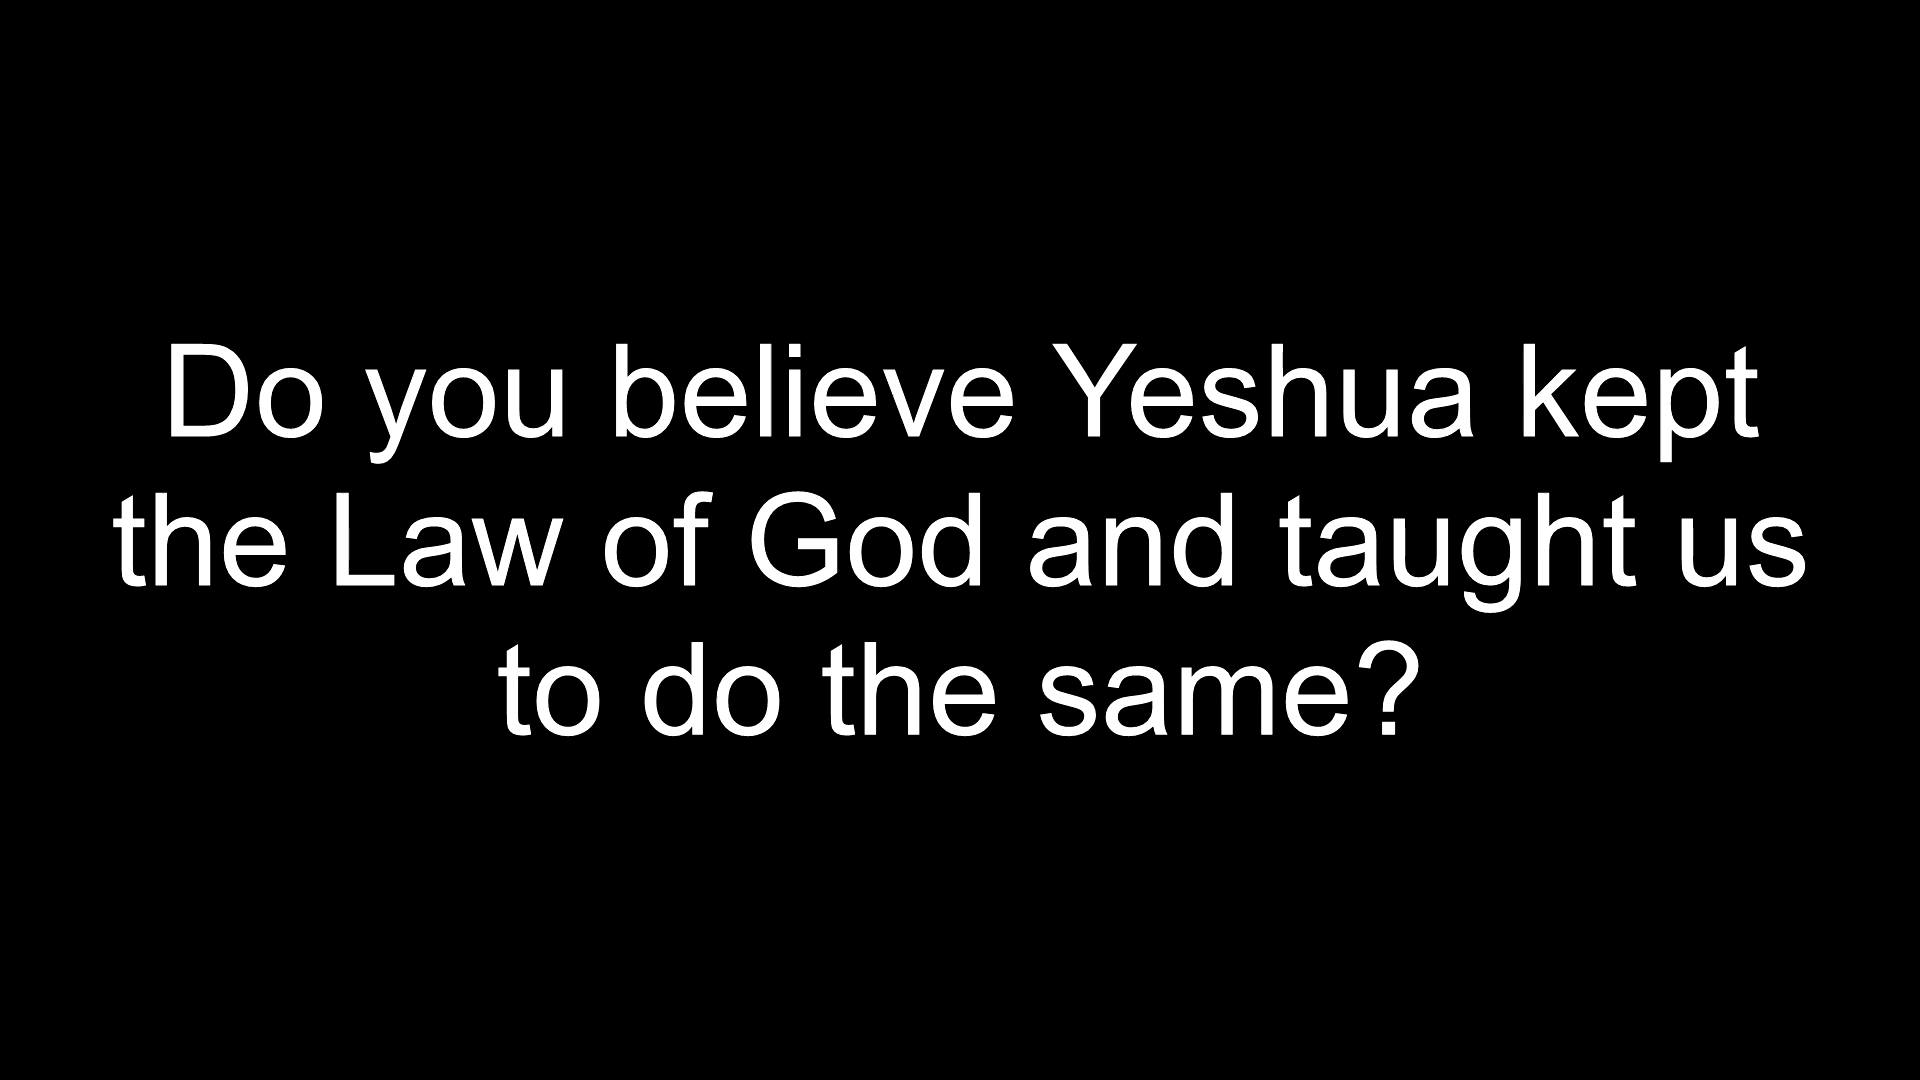 Do you believe Yeshua kept
the Law of God and taught us
to do the same?